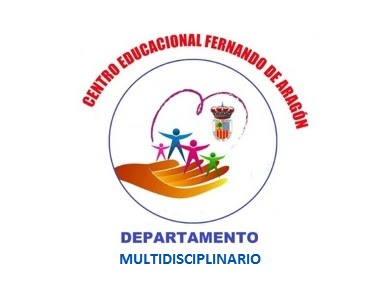 CENTRO EDUCACIONAL FERNANDO DE ARAGÓN
DEPARTAMENTO
MULTIDISCIPLINARIO